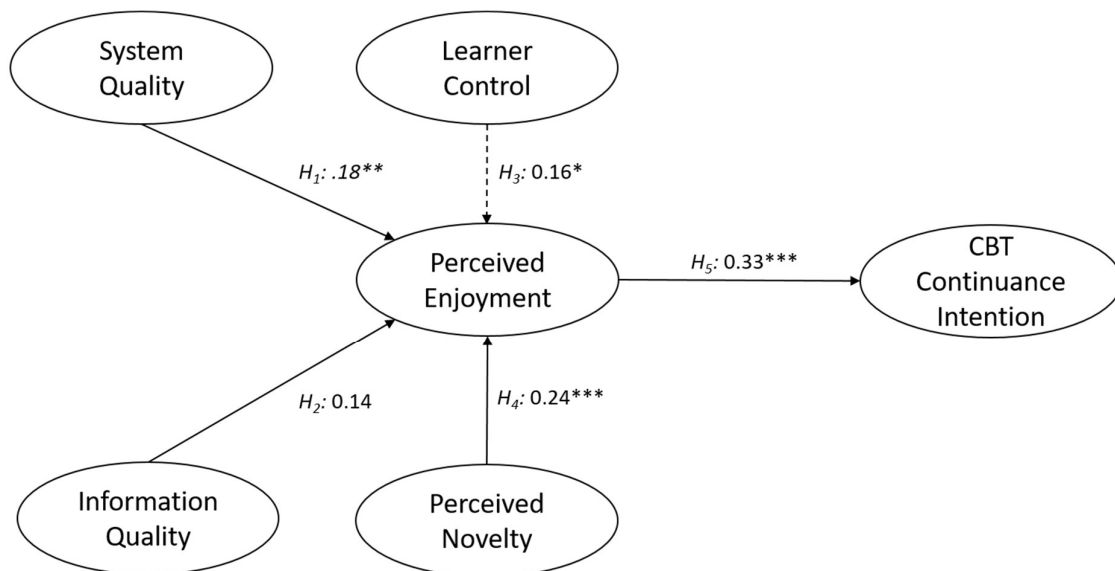 System
Quality
Learner
Control
H1: .18**
H3: 0.16*
Perceived
Enjoyment
H5: 0.33***
CBT
Continuance
Intention
H2: 0.14
H4: 0.24***
Information
Quality
Perceived
Novelty